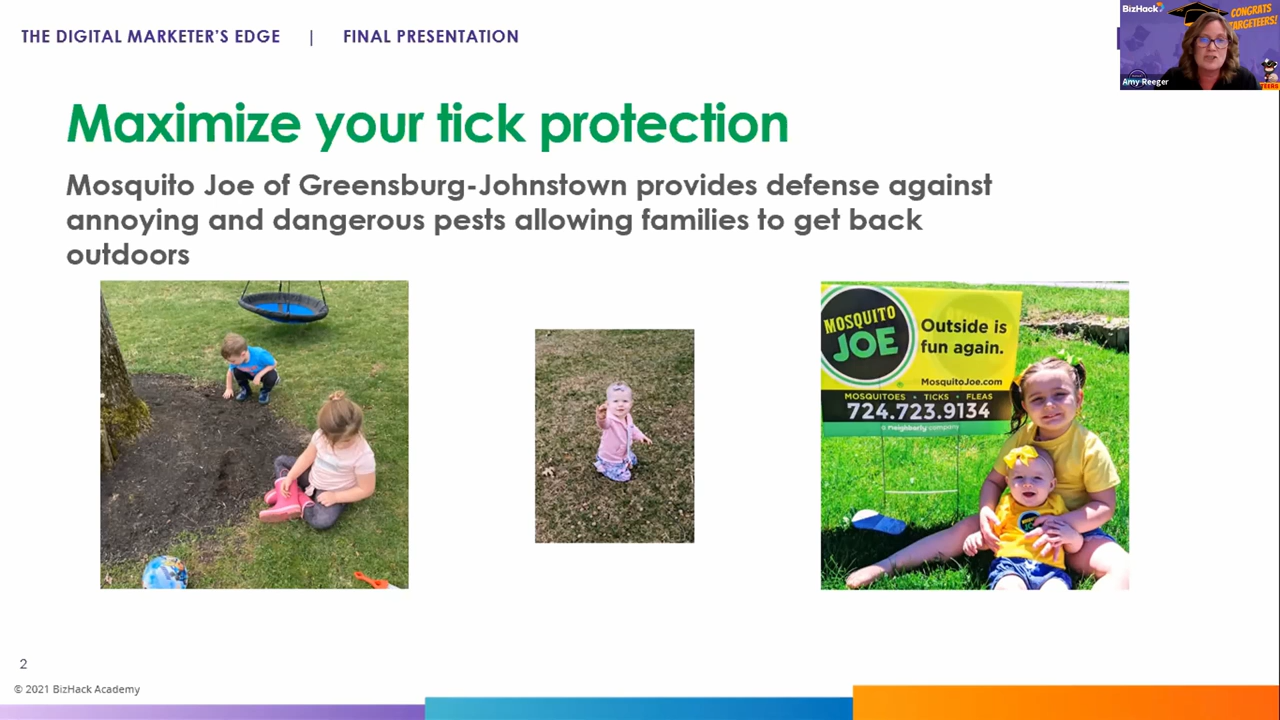 THE DIGITAL MARKETER'S EDGE | FINAL PRESENTATION
BizHack
CONGRATS
TARGETEERS!
Amy Reeger
Maximize your tick protection
Mosquito Joe of Greensburg-Johnstown provides defense against
annoying and dangerous pests allowing families to get back
outdoors
MOSQUITO
JOE
Outside is
fun again.
MosquitoJoe.com
MOSQUITOES • TICKS • FLEAS
724.723.9134
a neighborly company
2
© 2021 BizHack Academy